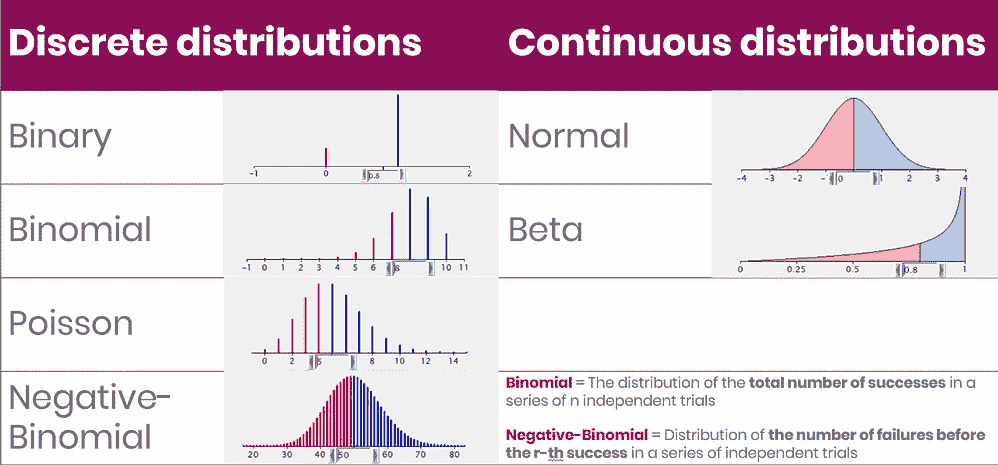 Discrete distributions
Continuous distributions
Binary
-1 0 0.8 2
Normal
-4 -3 -2 -1 0 1 2 3 4
Binomial
-1 0 1 2 3 4 5 6 8 10 11
Beta
0 0.25 0.5 0.8 1
Poisson
0 2 5 8 10 12 14
Negative-
Binomial
20 30 40 50 60 70 80
Binomial = The distribution of the total number of successes in a
series of n independent trials
Negative-Binomial = Distribution of the number of failures before
the r-th success in a series of independent trials